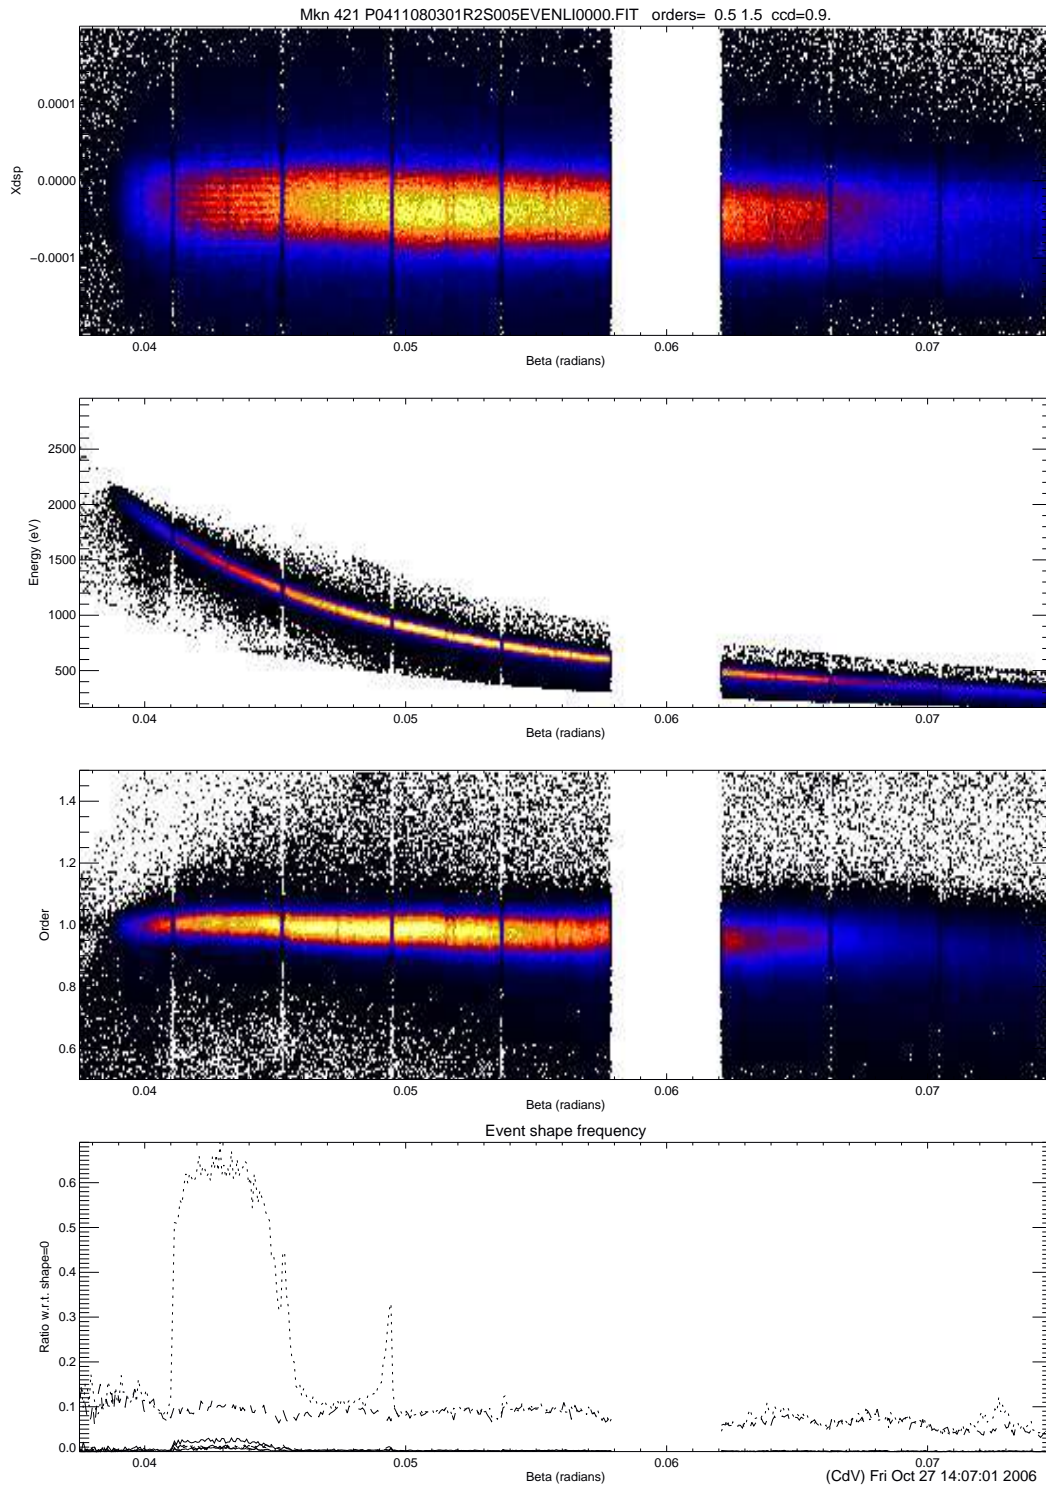 Mkn 421 P0411080301R2S005EVENLI0000.FIT orders= 0.5 1.5 ccd=0.9.
0.0001
0.0000
−0.0001
Xdsp
0.04 0.05 0.06 0.07
Beta (radians)
2500
2000
1500
1000
500
Energy (eV)
0.04 0.05 0.06 0.07
Beta (radians)
1.4
1.2
1.0
0.8
0.6
Order
0.04 0.05 0.06 0.07
Beta (radians)
Event shape frequency
0.6
0.5
0.4
0.3
0.2
0.1
0.0
Ratio w.r.t. shape=0
0.04 0.05 0.06 0.07
Beta (radians)
(CdV) Fri Oct 27 14:07:01 2006